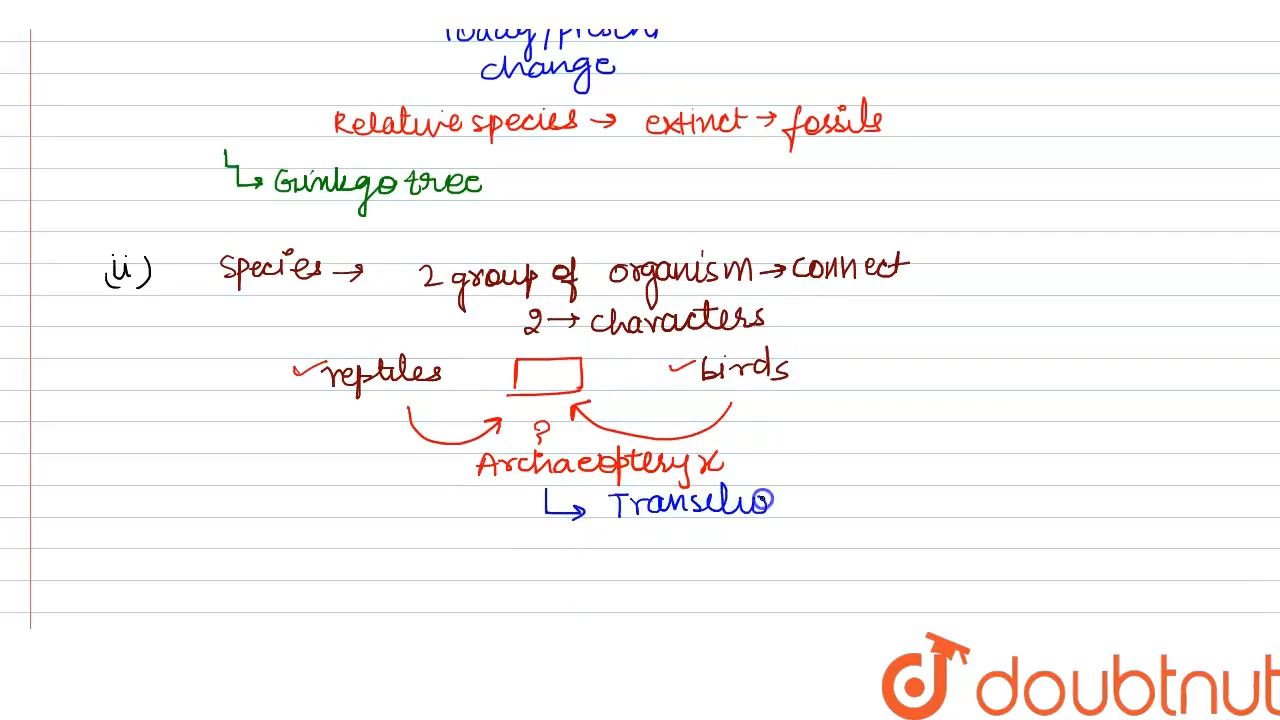 change
Relative species → extinct → fossils
↳ Ginkgo tree
(ii) species → 2 group of organism → connect
2 → characters
✓ reptiles ✓ birds
?
Archaeopteryx
↳
doubtnut